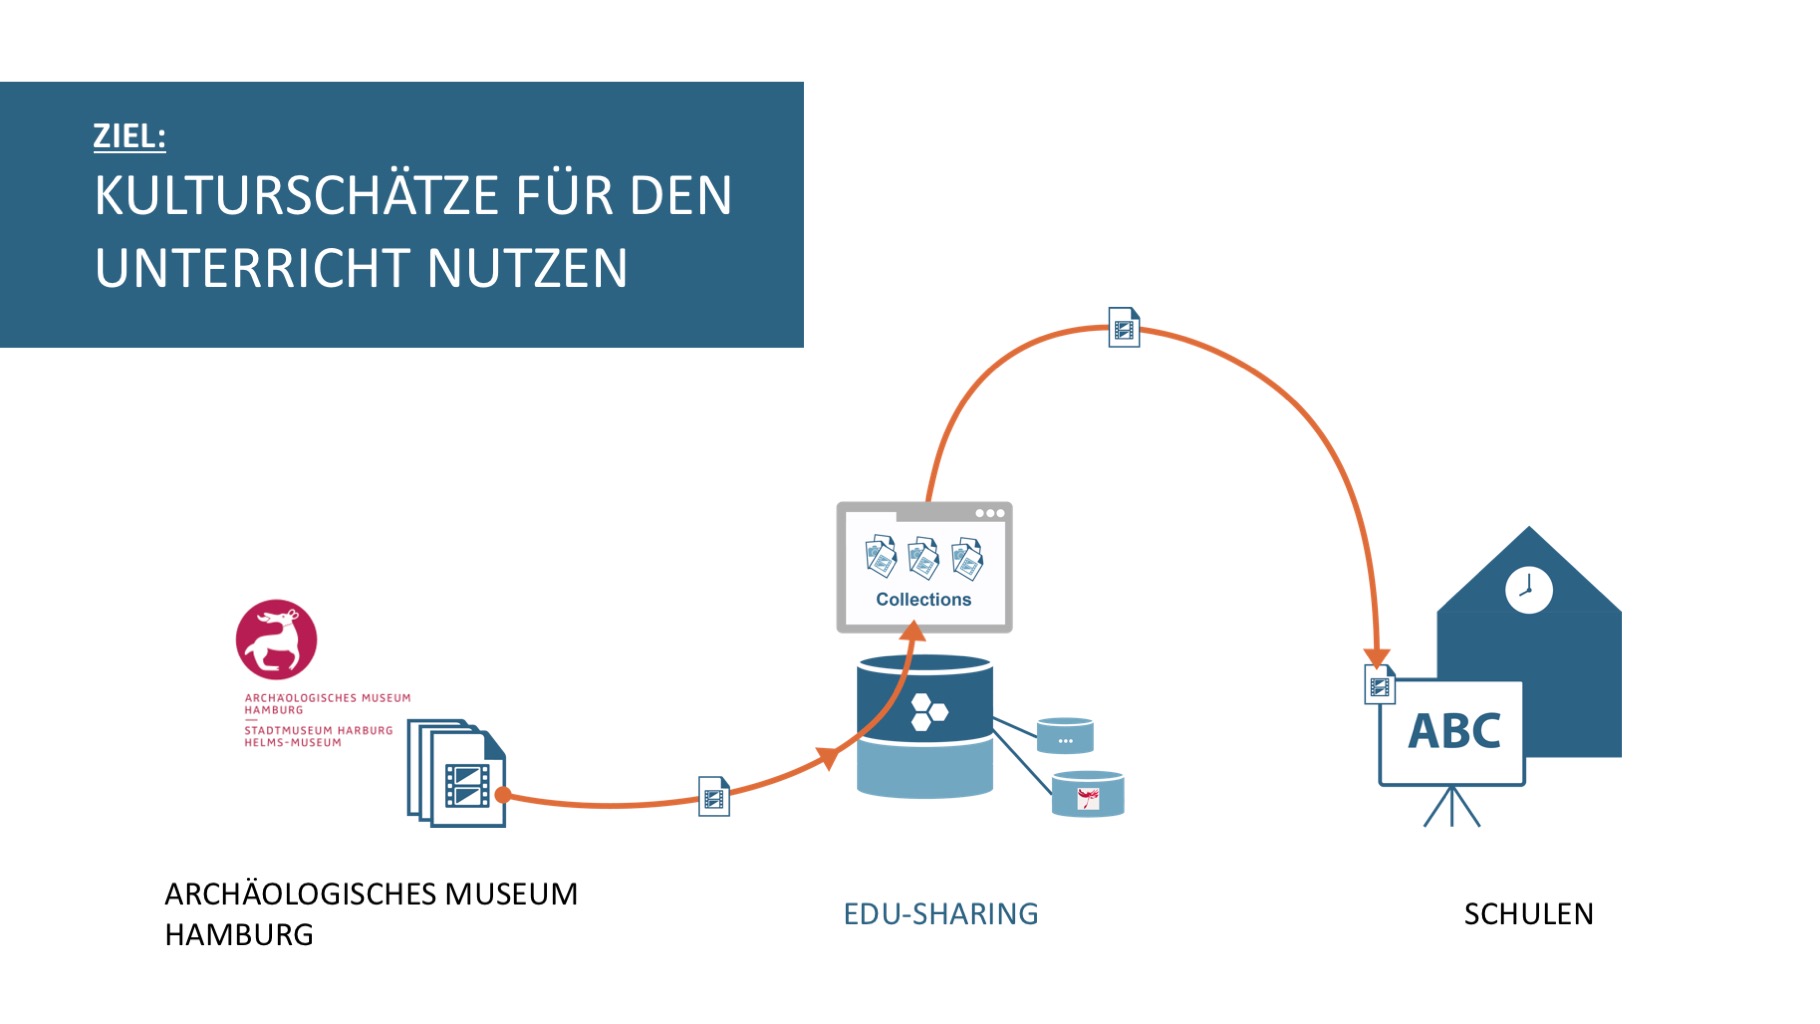 ZIEL:
KULTURSCHÄTZE FÜR DEN
UNTERRICHT NUTZEN
Collections
ARCHÄOLOGISCHES MUSEUM
HAMBURG
STADTMUSEUM HARBURG
HELMS-MUSEUM
...
ABC
ARCHÄOLOGISCHES MUSEUM
HAMBURG
EDU-SHARING
SCHULEN